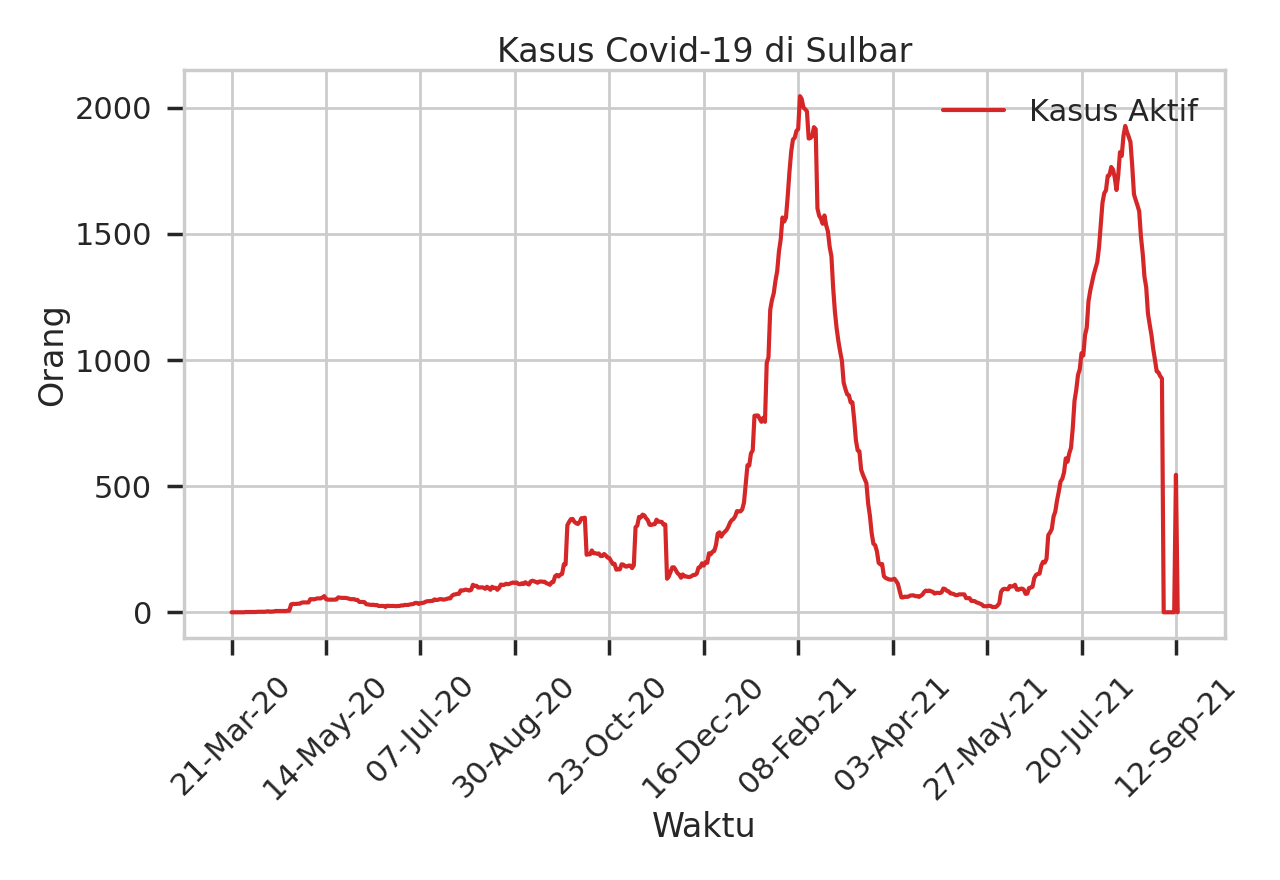 Kasus Covid-19 di Sulbar
Kasus Aktif
Orang
2000
1500
1000
500
0
21-Mar-20
14-May-20
07-Jul-20
30-Aug-20
23-Oct-20
16-Dec-20
08-Feb-21
03-Apr-21
27-May-21
20-Jul-21
12-Sep-21
Waktu